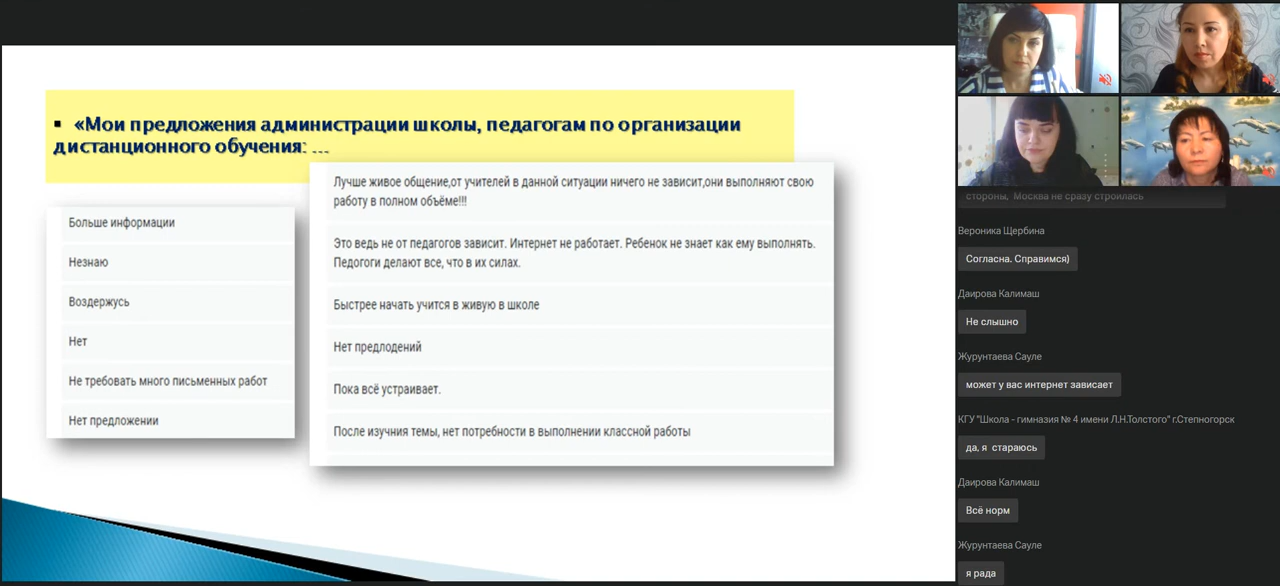 ▪ «Мои предложения администрации школы, педагогам по организации
дистанционного обучения: ...
Больше информации
Незнаю
Воздержусь
Нет
Не требовать много письменных работ
Нет предложении
Лучше живое общение,от учителей в данной ситуации ничего не зависит,они выполняют свою
работу в полном объёме!!!
Это ведь не от педагогов зависит. Интернет не работает. Ребенок не знает как ему выполнять.
Педогоги делают все, что в их силах.
Быстрее начать учится в живую в школе
Нет предлодений
Пока всё устраивает.
После изучния темы, нет потребности в выполнении классной работы
стороны, Москва не сразу строилась
Вероника Щербина
Согласна. Справимся)
Даирова Калимаш
Не слышно
Журунтаева Сауле
может у вас интернет зависает
КГУ "Школа - гимназия № 4 имени Л.Н.Толстого" г.Степногорск
да, я стараюсь
Даирова Калимаш
Всё норм
Журунтаева Сауле
я рада